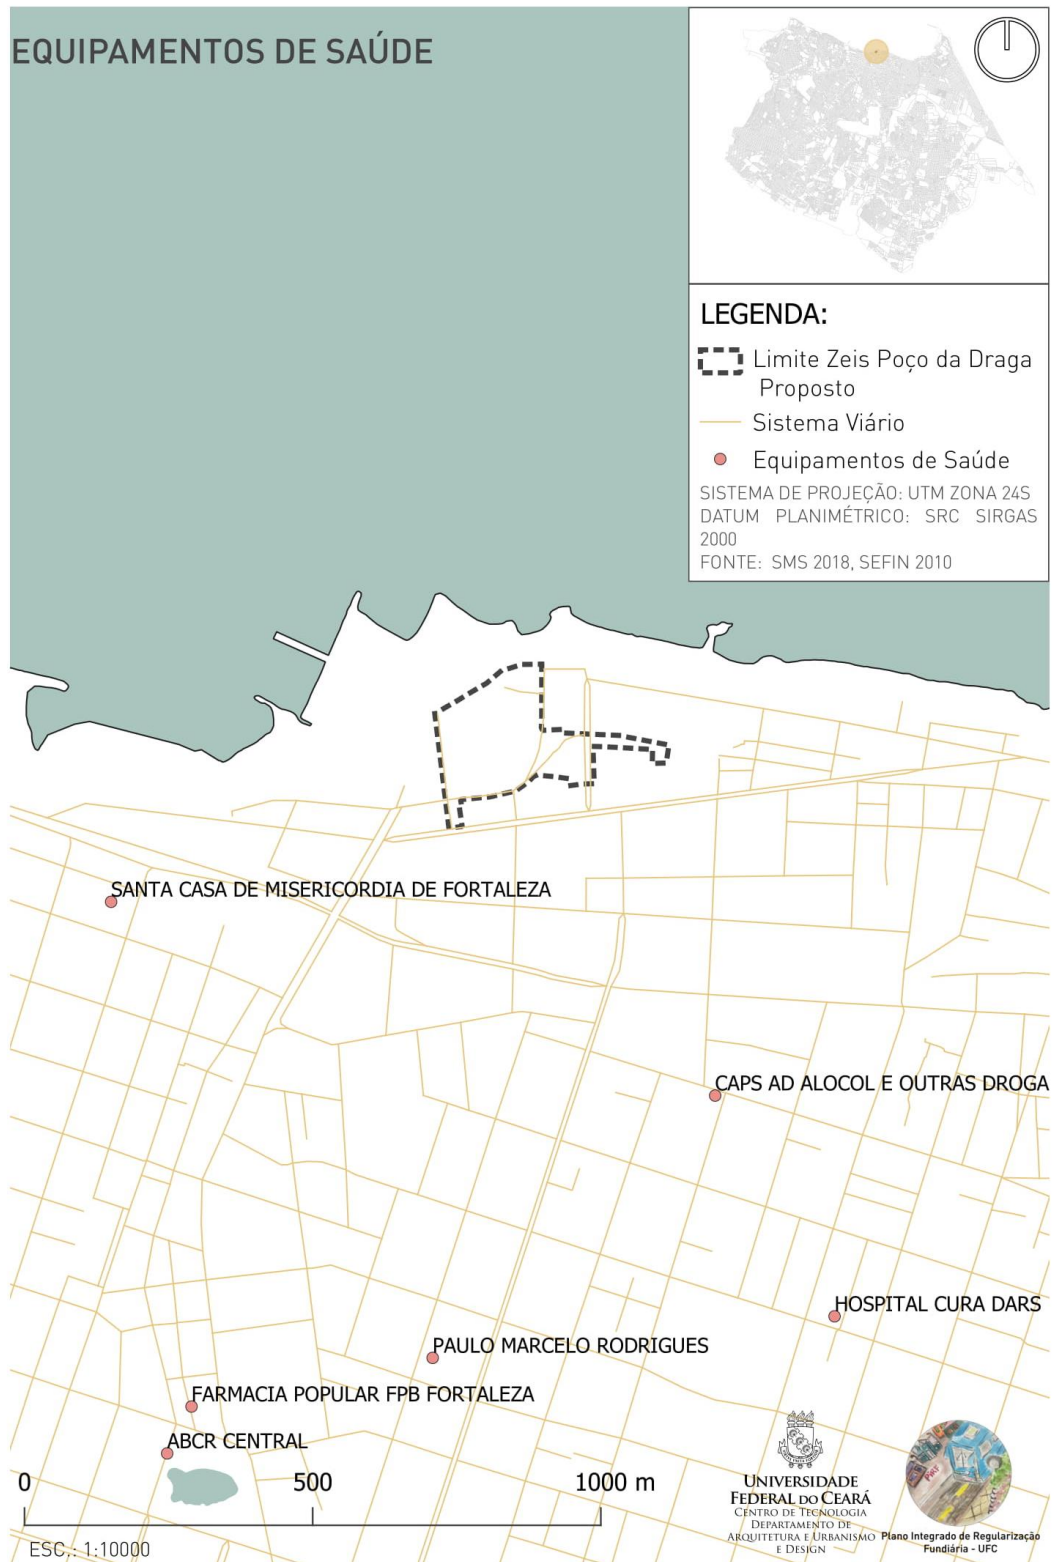 EQUIPAMENTOS DE SAÚDE
LEGENDA:
Limite Zeis Poço da Draga
Proposto
Sistema Viário
Equipamentos de Saúde
SISTEMA DE PROJEÇÃO: UTM ZONA 24S
DATUM PLANIMÉTRICO: SRC SIRGAS
2000
FONTE: SMS 2018, SEFIN 2010
SANTA CASA DE MISERICORDIA DE FORTALEZA
CAPS AD ALOCOL E OUTRAS DROGA
HOSPITAL CURA DARS
PAULO MARCELO RODRIGUES
FARMACIA POPULAR FPB FORTALEZA
ABCR CENTRAL
0 500 1000 m
ESC.: 1:10000
UNIVERSIDADE
FEDERAL DO CEARÁ
CENTRO DE TECNOLOGIA
DEPARTAMENTO DE
ARQUITETURA E URBANISMO
E DESIGN
Plano Integrado de Regularização
Fundiária - UFC